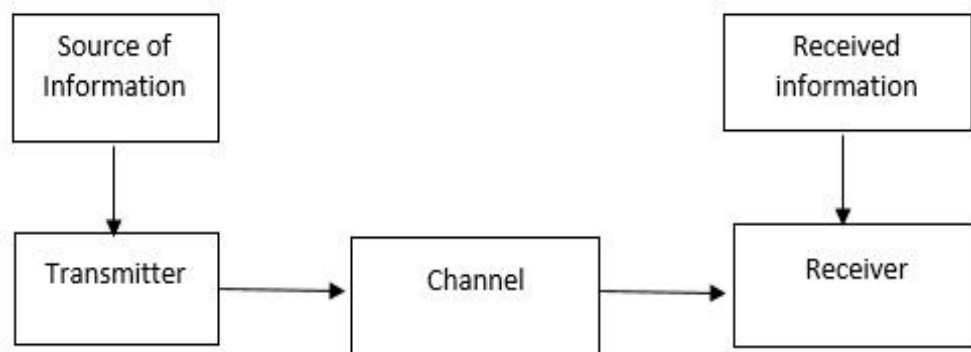 Source of
Information
Received
information
Transmitter
Channel
Receiver